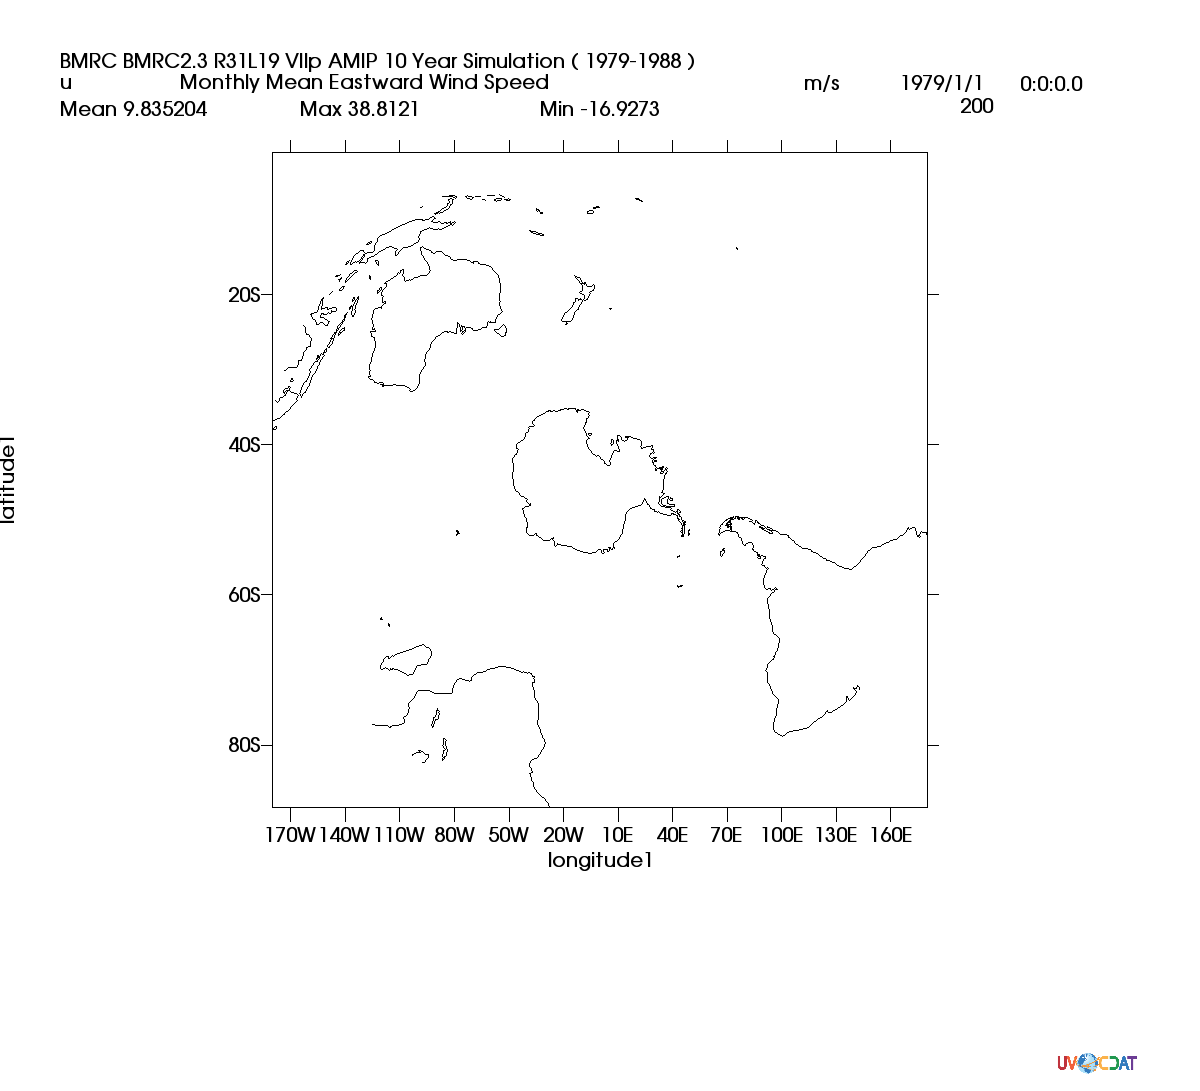 BMRC BMRC2.3 R31L19 VIIp AMIP 10 Year Simulation ( 1979-1988 )
u Monthly Mean Eastward Wind Speed m/s 1979/1/1 0:0:0.0
Mean 9.835204 Max 38.8121 Min -16.9273 200
20S
40S
latitude1
60S
80S
170W 140W 110W 80W 50W 20W 10E 40E 70E 100E 130E 160E
longitude1
UV CDAT